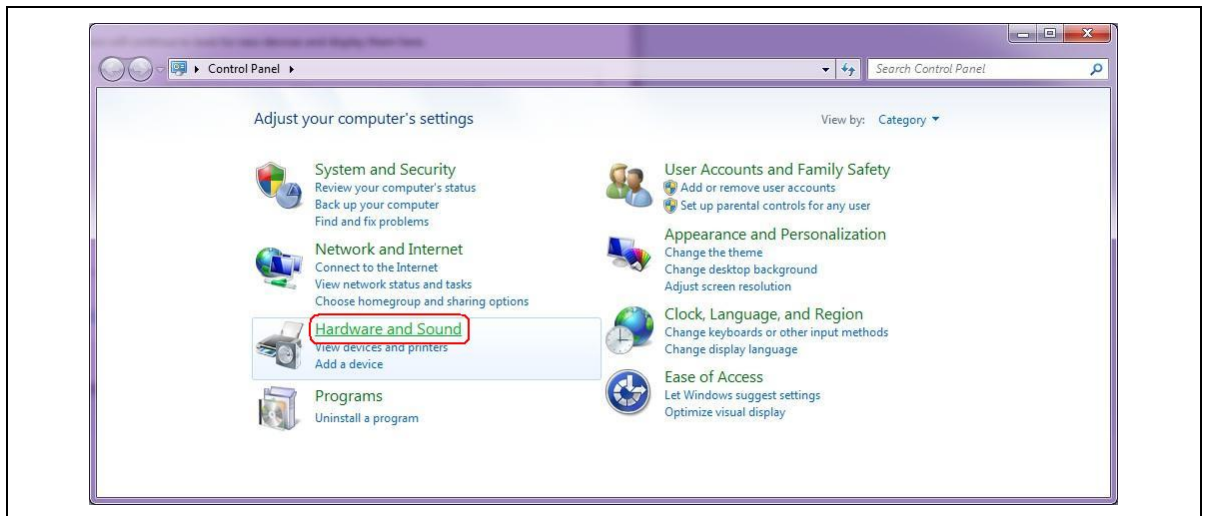 Control Panel
Search Control Panel
Adjust your computer's settings
View by: Category
System and Security
Review your computer's status
Back up your computer
Find and fix problems
Network and Internet
Connect to the Internet
View network status and tasks
Choose homegroup and sharing options
Hardware and Sound
View devices and printers
Add a device
Programs
Uninstall a program
User Accounts and Family Safety
Add or remove user accounts
Set up parental controls for any user
Appearance and Personalization
Change the theme
Change desktop background
Adjust screen resolution
Clock, Language, and Region
Change keyboards or other input methods
Change display language
Ease of Access
Let Windows suggest settings
Optimize visual display